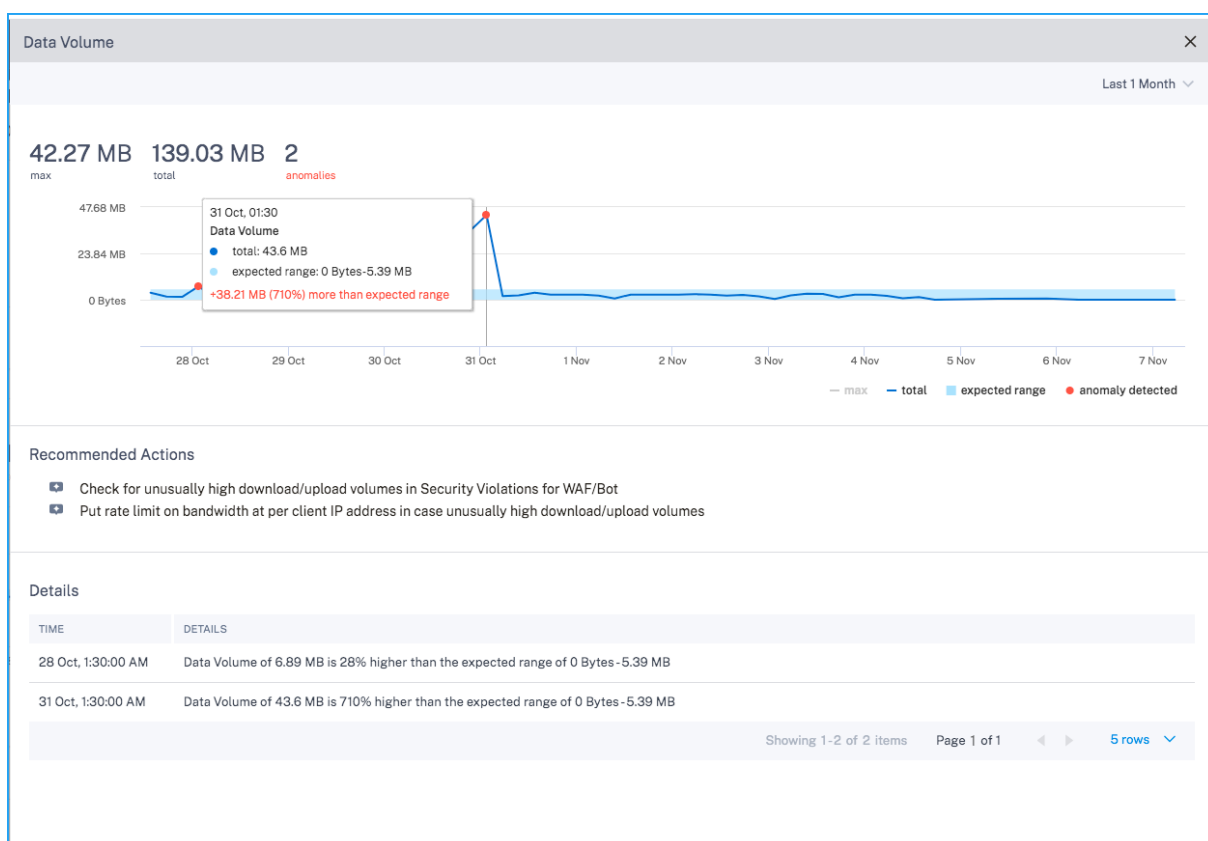 Data Volume
Last 1 Month
42.27 MB 139.03 MB 2
max total anomalies
47.68 MB
23.84 MB
0 Bytes
31 Oct, 01:30
Data Volume
total: 43.6 MB
expected range: 0 Bytes-5.39 MB
+38.21 MB (710%) more than expected range
28 Oct 29 Oct 30 Oct 31 Oct 1 Nov 2 Nov 3 Nov 4 Nov 5 Nov 6 Nov 7 Nov
max total expected range anomaly detected
Recommended Actions
Check for unusually high download/upload volumes in Security Violations for WAF/Bot
Put rate limit on bandwidth at per client IP address in case unusually high download/upload volumes
Details
TIME DETAILS
28 Oct, 1:30:00 AM Data Volume of 6.89 MB is 28% higher than the expected range of 0 Bytes-5.39 MB
31 Oct, 1:30:00 AM Data Volume of 43.6 MB is 710% higher than the expected range of 0 Bytes-5.39 MB
Showing 1-2 of 2 items Page 1 of 1 5 rows